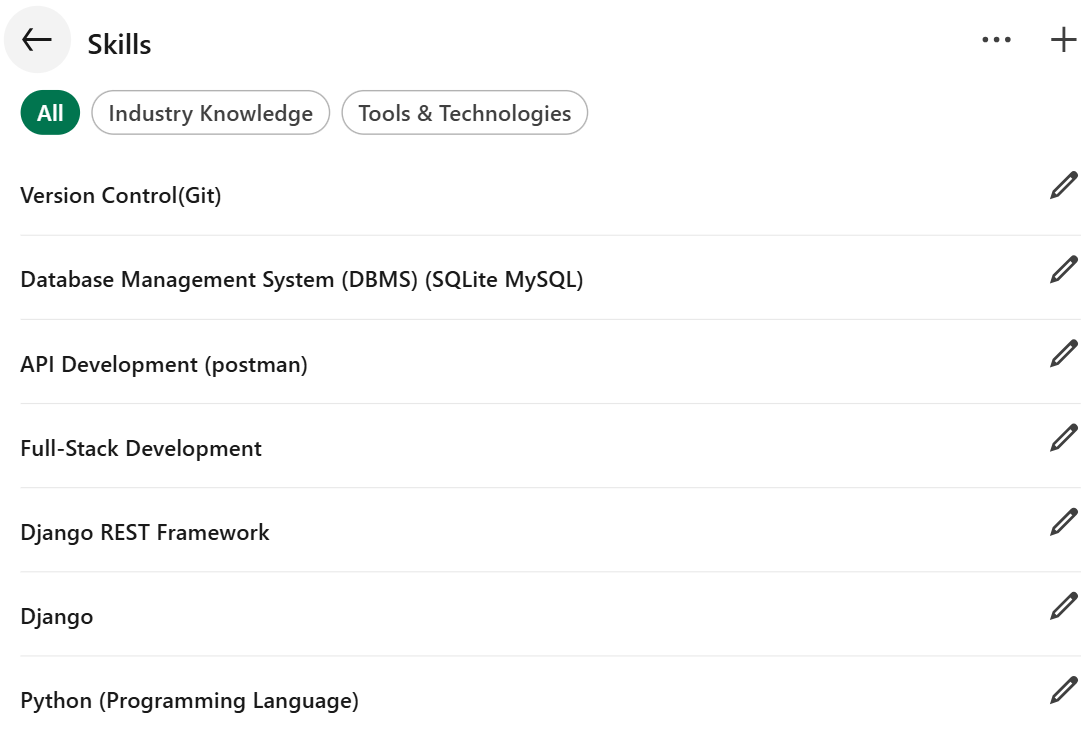 Skills
All Industry Knowledge Tools & Technologies
Version Control(Git)
Database Management System (DBMS) (SQLite MySQL)
API Development (postman)
Full-Stack Development
Django REST Framework
Django
Python (Programming Language)